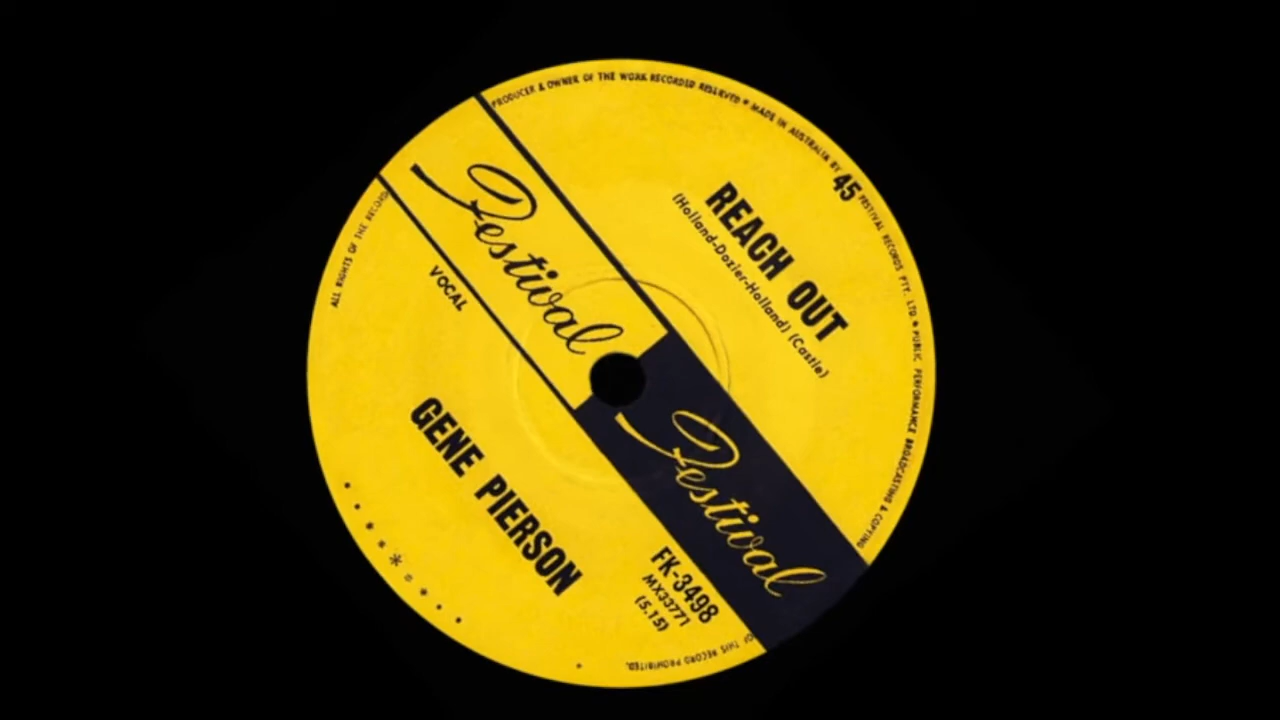 PRODUCER & OWNER OF THE WORK RECORDED RESERVED * MADE IN AUSTRALIA BY FESTIVAL RECORDS PTY. LTD. * PUBLIC PERFORMANCE BROADCASTING & COPYING
OF THIS RECORD PROHIBITED.
ALL RIGHTS OF THE RECORD
45
REACH OUT
(Holland-Dozier-Holland) (Castle)
Festival
VOCAL
Festival
GENE PIERSON
FK-3498
MX33771
(5.15)